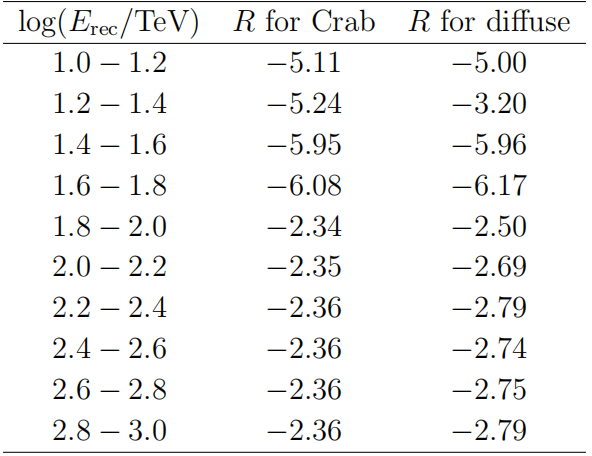 log(E_rec/TeV) R for Crab R for diffuse
1.0 − 1.2 −5.11 −5.00
1.2 − 1.4 −5.24 −3.20
1.4 − 1.6 −5.95 −5.96
1.6 − 1.8 −6.08 −6.17
1.8 − 2.0 −2.34 −2.50
2.0 − 2.2 −2.35 −2.69
2.2 − 2.4 −2.36 −2.79
2.4 − 2.6 −2.36 −2.74
2.6 − 2.8 −2.36 −2.75
2.8 − 3.0 −2.36 −2.79